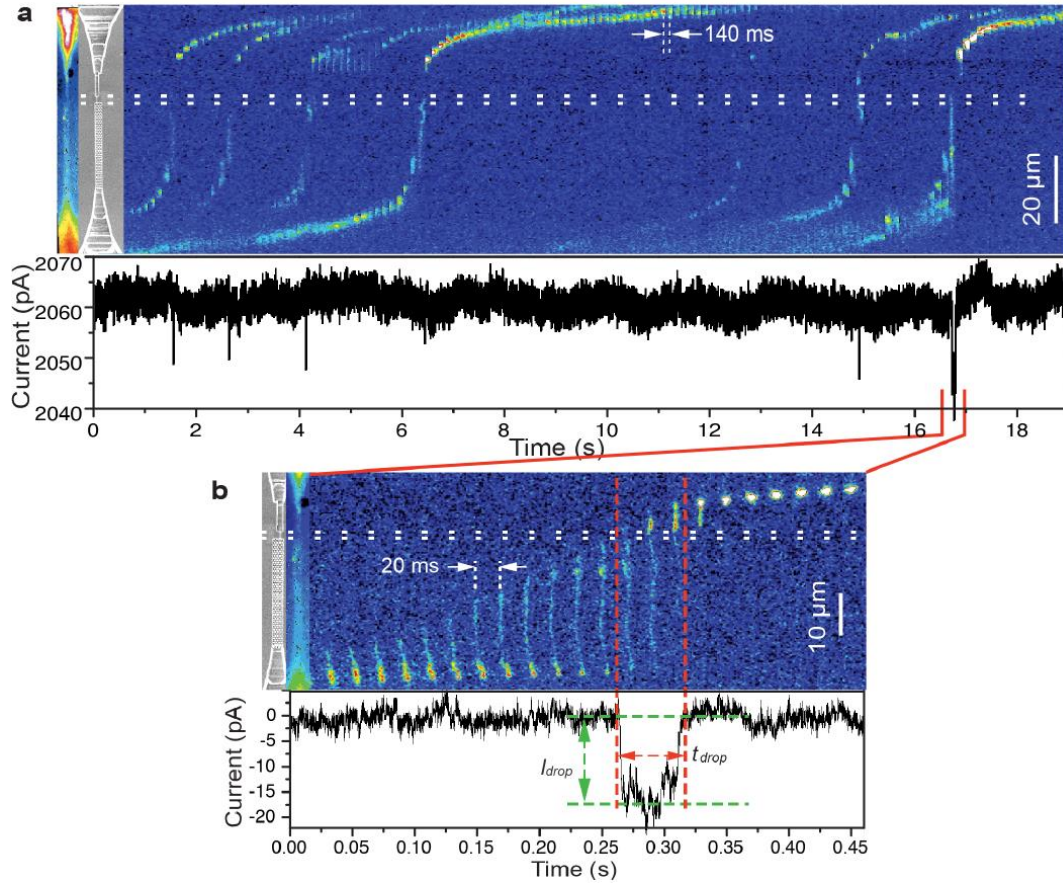 a
140 ms
20 µm
2070
2060
2050
2040
Current (pA)
0 2 4 6 8 10 12 14 16 18
Time (s)
b
20 ms
10 µm
0
-5
-10
-15
-20
Current (pA)
I drop
t drop
0.00 0.05 0.10 0.15 0.20 0.25 0.30 0.35 0.40 0.45
Time (s)